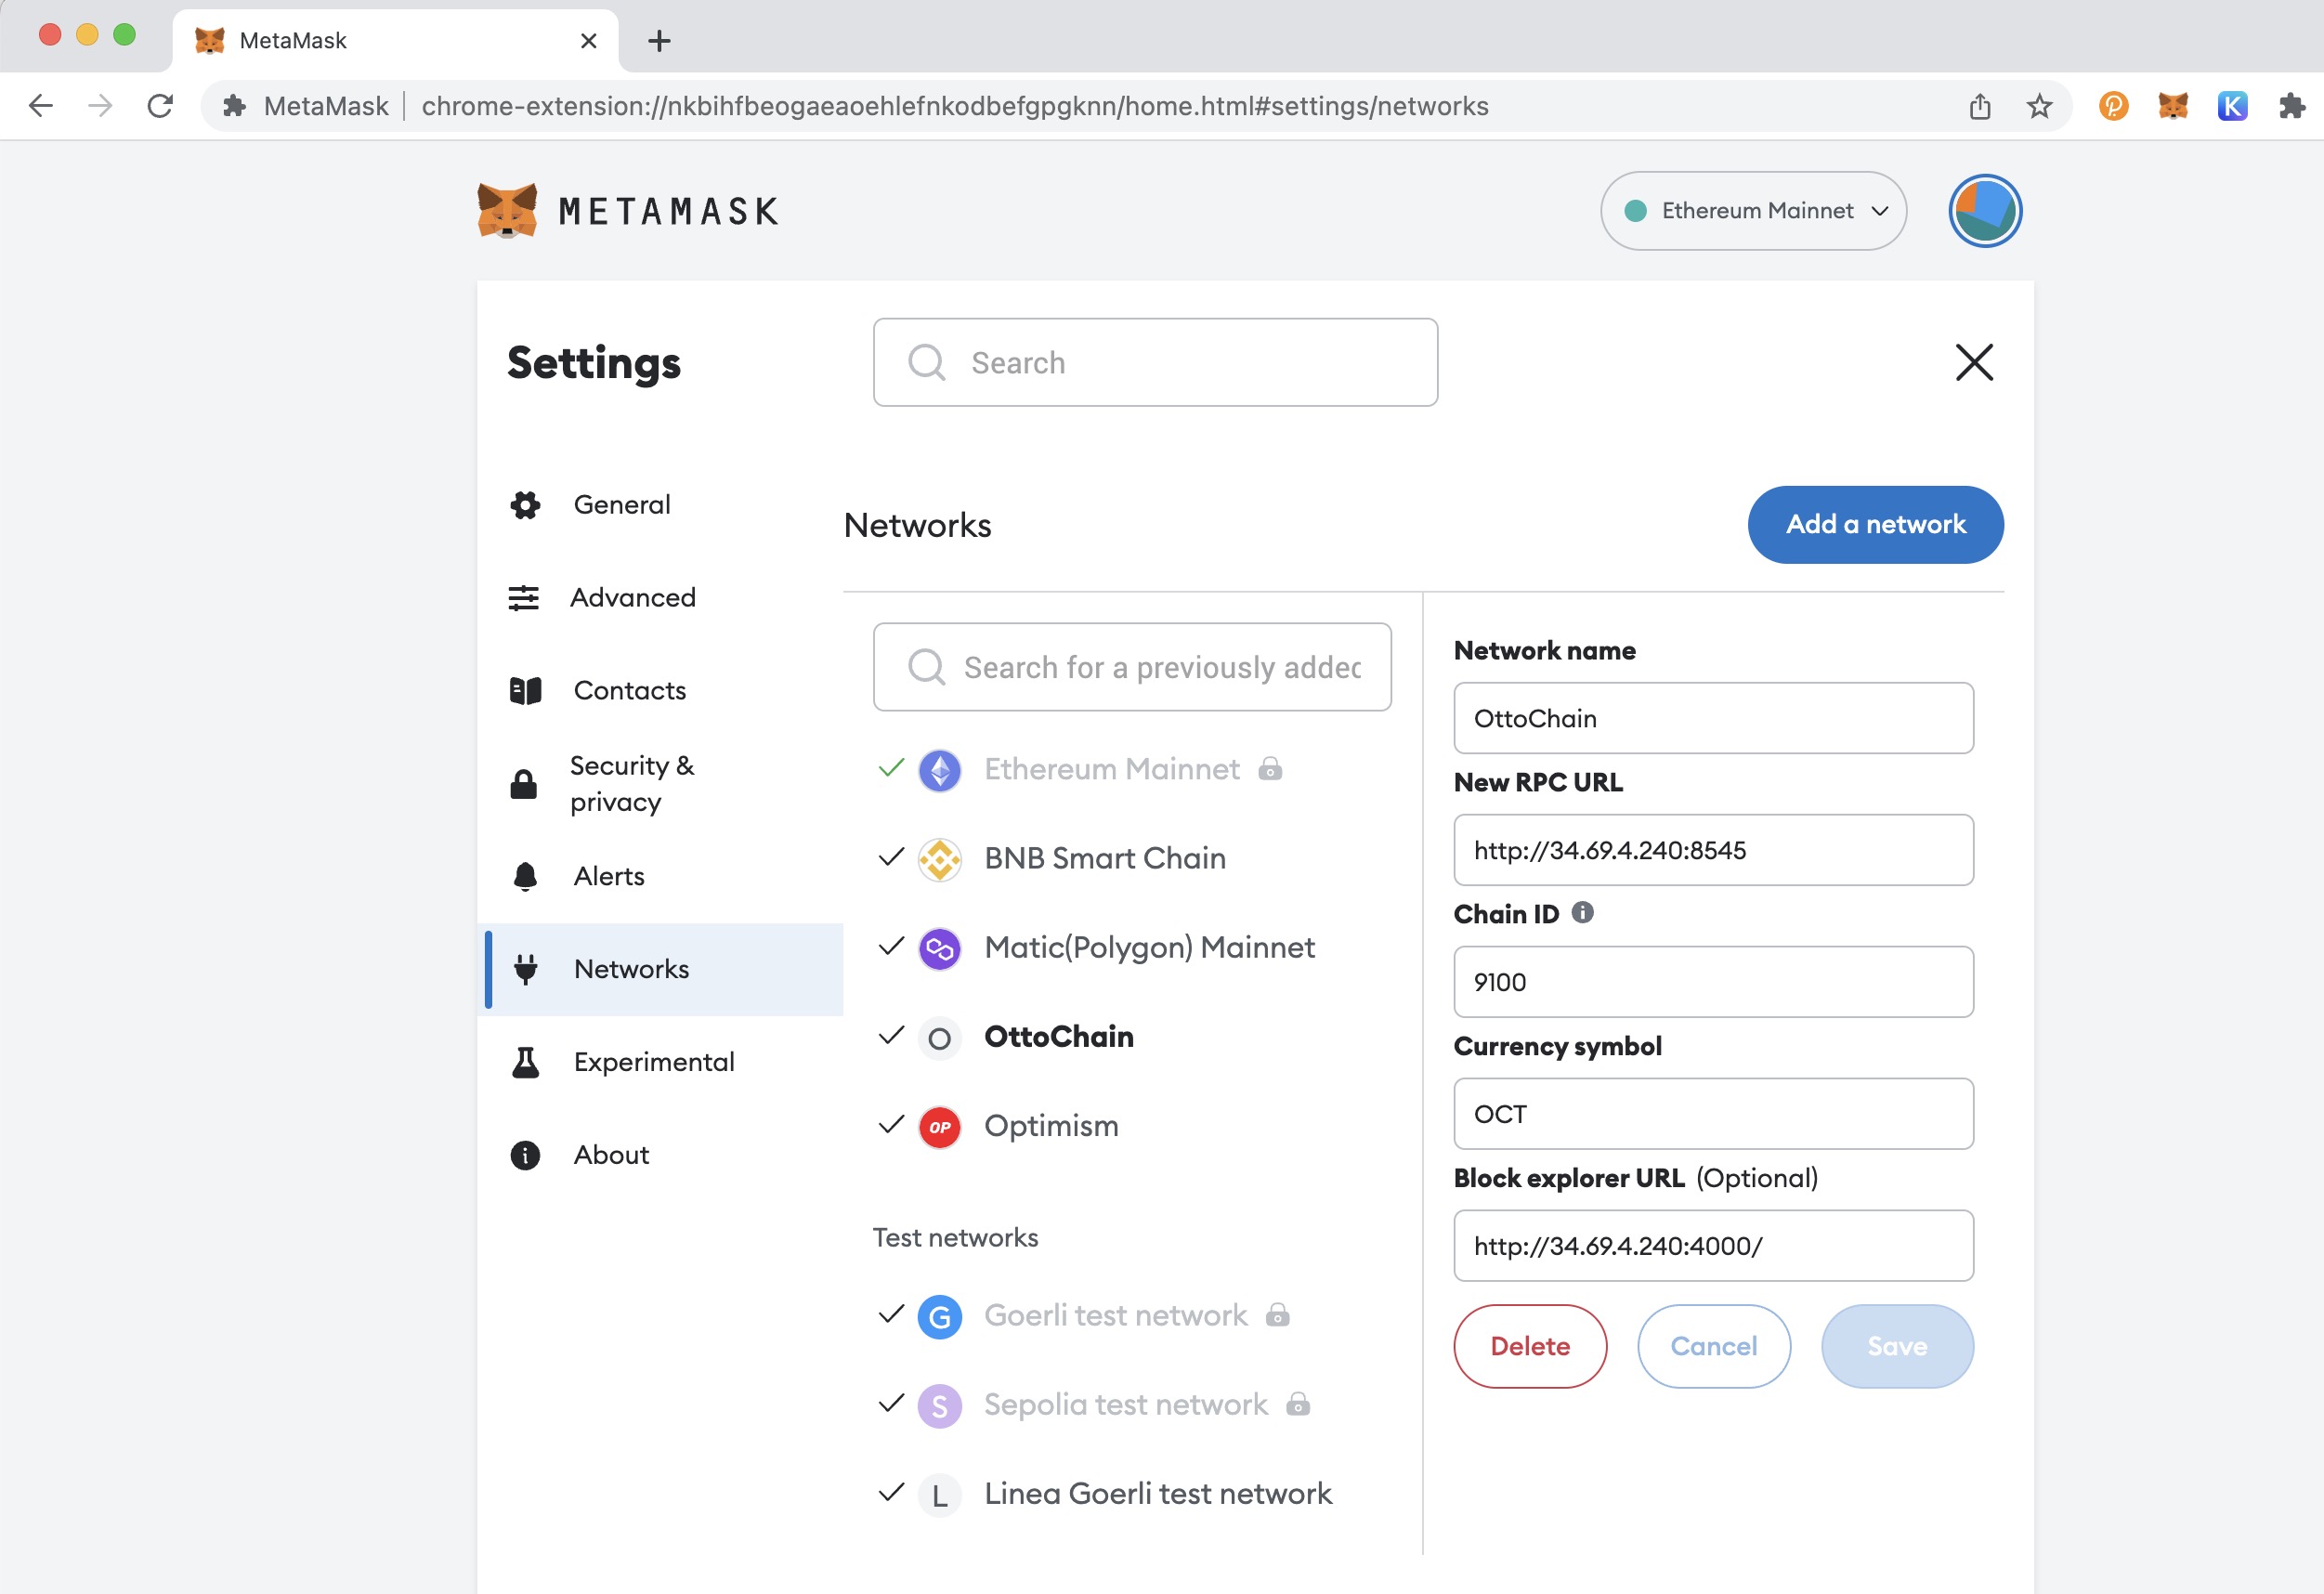 MetaMask
MetaMask
chrome-extension://nkbihfbeogaeaoehlefnkodbefgpgknn/home.html#settings/networks
K
METAMASK
Ethereum Mainnet
Settings
Search
General
Advanced
Contacts
Security &
privacy
Alerts
Networks
Experimental
About
Networks
Add a network
Search for a previously added
Ethereum Mainnet
BNB Smart Chain
Matic(Polygon) Mainnet
O OttoChain
OP Optimism
Test networks
G Goerli test network
S Sepolia test network
L Linea Goerli test network
Network name
OttoChain
New RPC URL
http://34.69.4.240:8545
Chain ID
9100
Currency symbol
OCT
Block explorer URL (Optional)
http://34.69.4.240:4000/
Delete
Cancel
Save